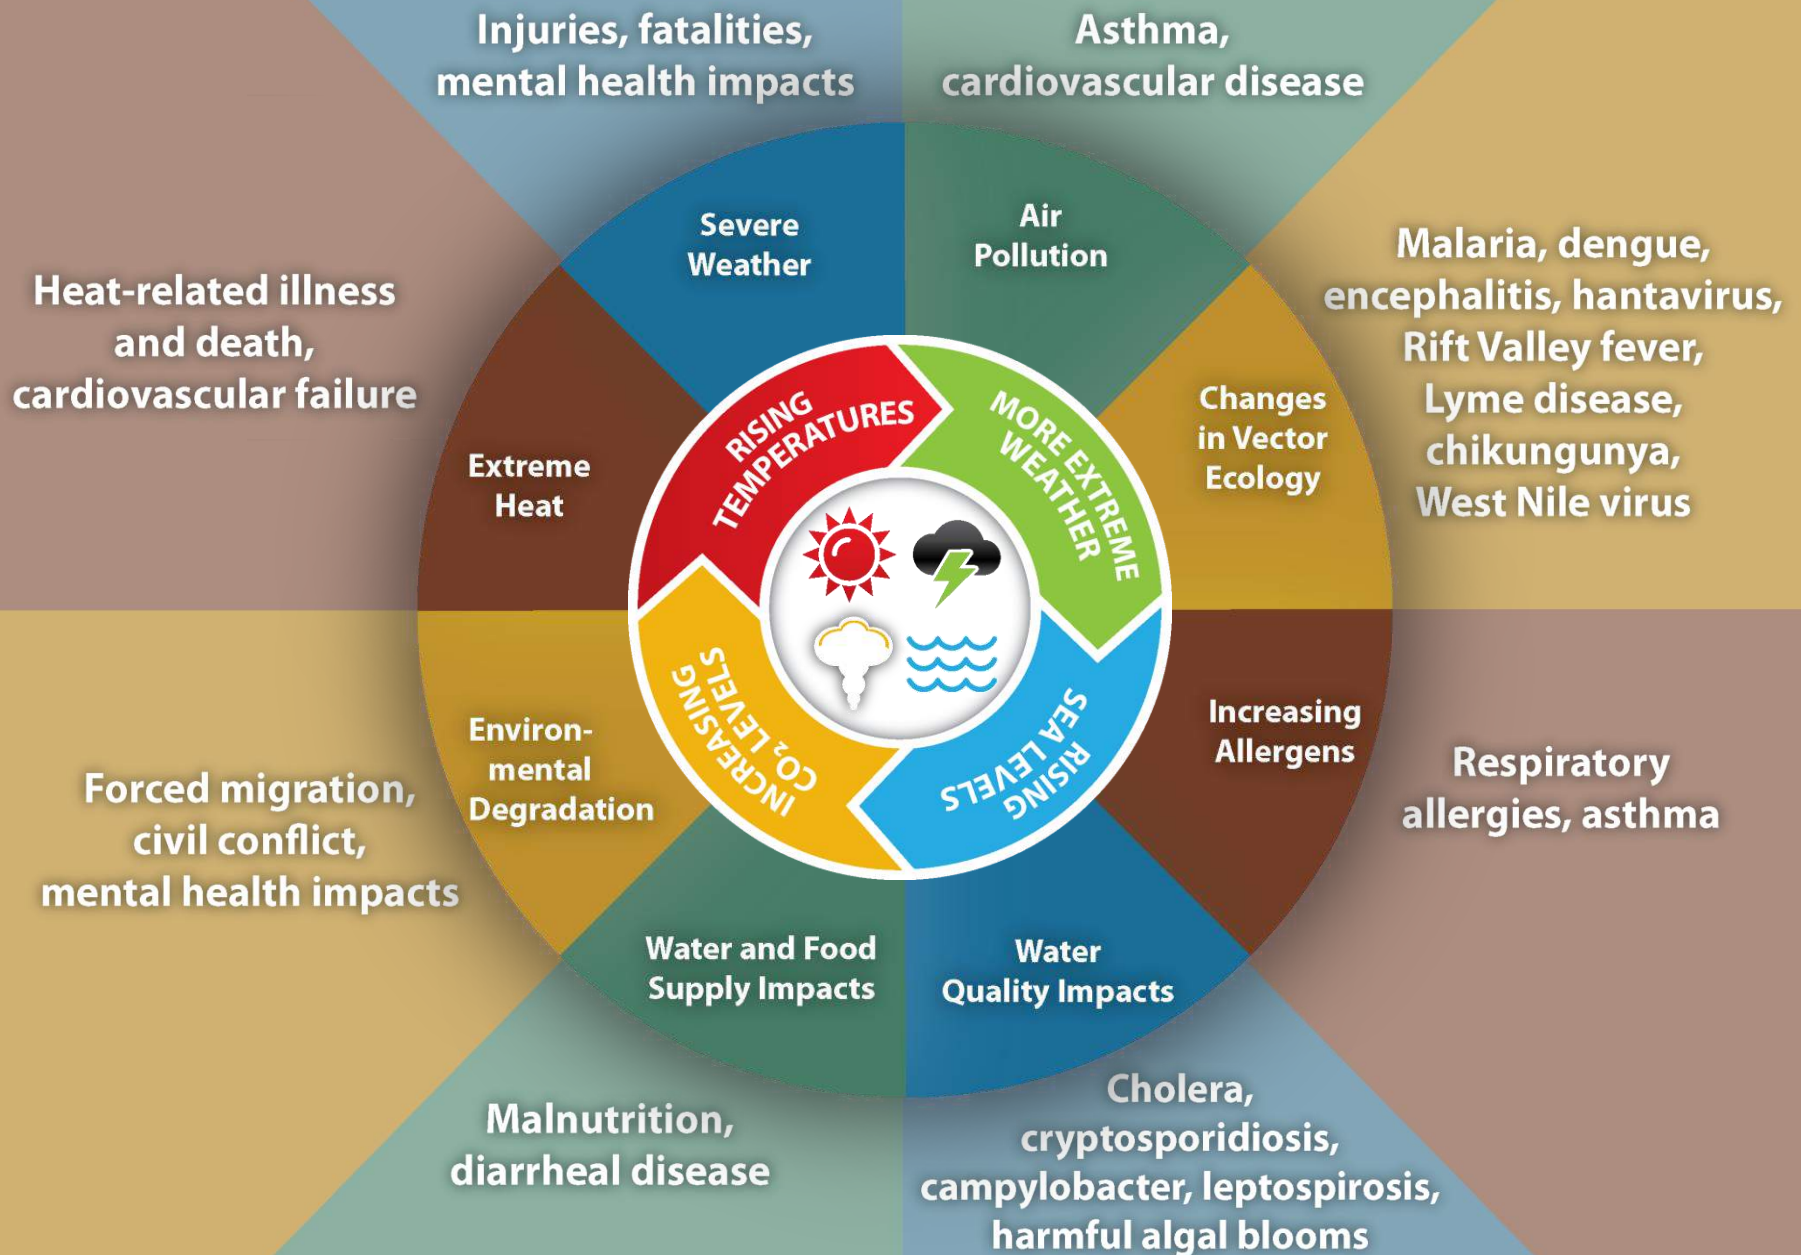 Injuries, fatalities,
mental health impacts
Asthma,
cardiovascular disease
Severe
Weather
Air
Pollution
Malaria, dengue,
encephalitis, hantavirus,
Rift Valley fever,
Lyme disease,
chikungunya,
West Nile virus
Heat-related illness
and death,
cardiovascular failure
Extreme
Heat
Changes
in Vector
Ecology
RISING
TEMPERATURES
MORE EXTREME
WEATHER
RISING
SEA LEVELS
INCREASING
CO₂ LEVELS
Environ-
mental
Degradation
Increasing
Allergens
Forced migration,
civil conflict,
mental health impacts
Respiratory
allergies, asthma
Water and Food
Supply Impacts
Water
Quality Impacts
Malnutrition,
diarrheal disease
Cholera,
cryptosporidiosis,
campylobacter, leptospirosis,
harmful algal blooms